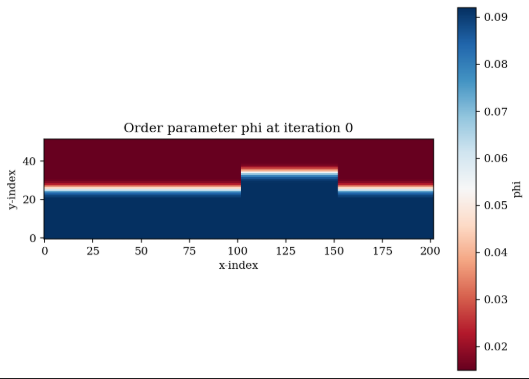 Order parameter phi at iteration 0
y-index
40
20
0
0 25 50 75 100 125 150 175 200
x-index
0.09
0.08
0.07
0.06
0.05
0.04
0.03
0.02
phi